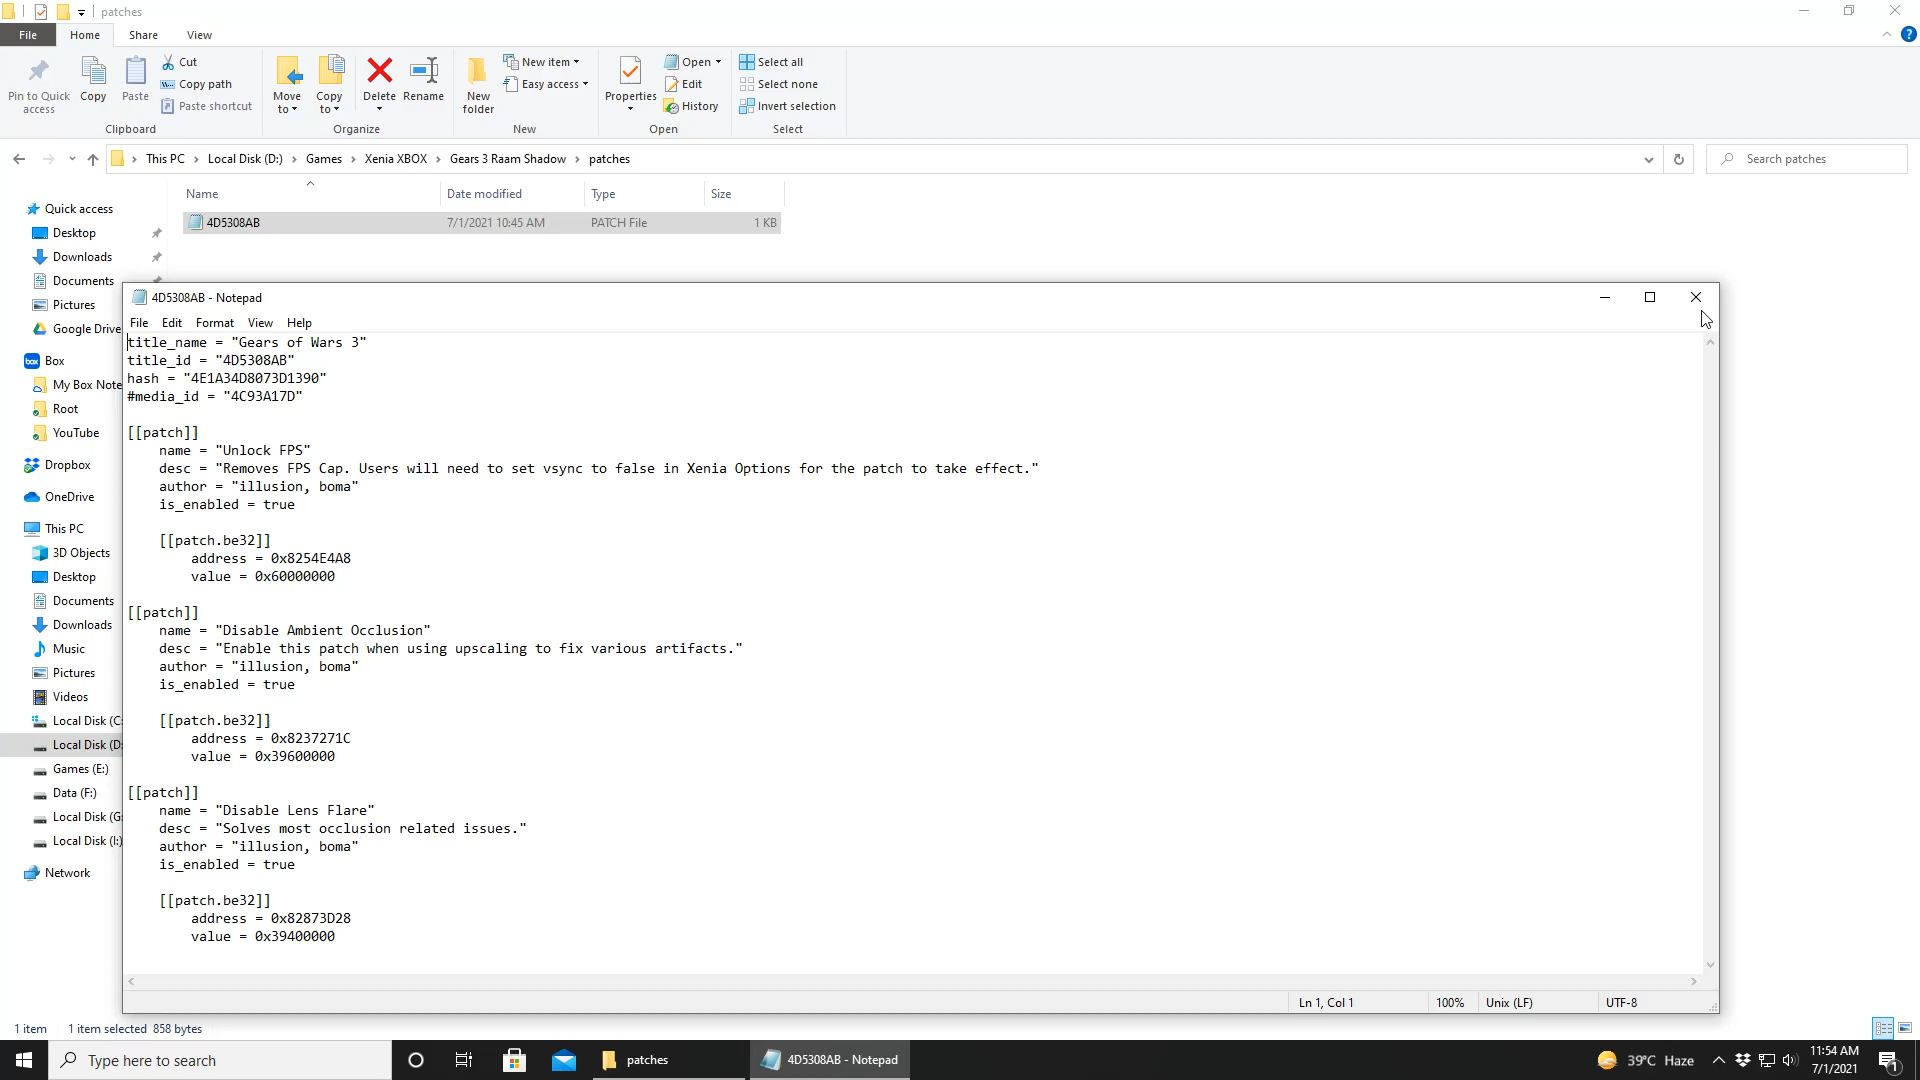 patches
File Home Share View
Pin to Quick access
Copy
Paste
Cut
Copy path
Paste shortcut
Clipboard
Move to
Copy to
Delete
Rename
Organize
New folder
New item
Easy access
New
Properties
Open
Edit
History
Open
Select all
Select none
Invert selection
Select
This PC › Local Disk (D:) › Games › Xenia XBOX › Gears 3 Raam Shadow › patches
Search patches
Name Date modified Type Size
4D5308AB 7/1/2021 10:45 AM PATCH File 1 KB
Quick access
Desktop
Downloads
Documents
Pictures
Google Drive
Box
My Box Note
Root
YouTube
Dropbox
OneDrive
This PC
3D Objects
Desktop
Documents
Downloads
Music
Pictures
Videos
Local Disk (C:
Local Disk (D:
Games (E:)
Data (F:)
Local Disk (G:
Local Disk (I:)
Network
4D5308AB - Notepad
File Edit Format View Help
title_name = "Gears of Wars 3"
title_id = "4D5308AB"
hash = "4E1A34D8073D1390"
#media_id = "4C93A17D"
[[patch]]
name = "Unlock FPS"
desc = "Removes FPS Cap. Users will need to set vsync to false in Xenia Options for the patch to take effect."
author = "illusion, boma"
is_enabled = true
[[patch.be32]]
address = 0x8254E4A8
value = 0x60000000
[[patch]]
name = "Disable Ambient Occlusion"
desc = "Enable this patch when using upscaling to fix various artifacts."
author = "illusion, boma"
is_enabled = true
[[patch.be32]]
address = 0x8237271C
value = 0x39600000
[[patch]]
name = "Disable Lens Flare"
desc = "Solves most occlusion related issues."
author = "illusion, boma"
is_enabled = true
[[patch.be32]]
address = 0x82873D28
value = 0x39400000
Ln 1, Col 1 100% Unix (LF) UTF-8
1 item 1 item selected 858 bytes
Type here to search
patches
4D5308AB - Notepad
39°C Haze
11:54 AM
7/1/2021
1